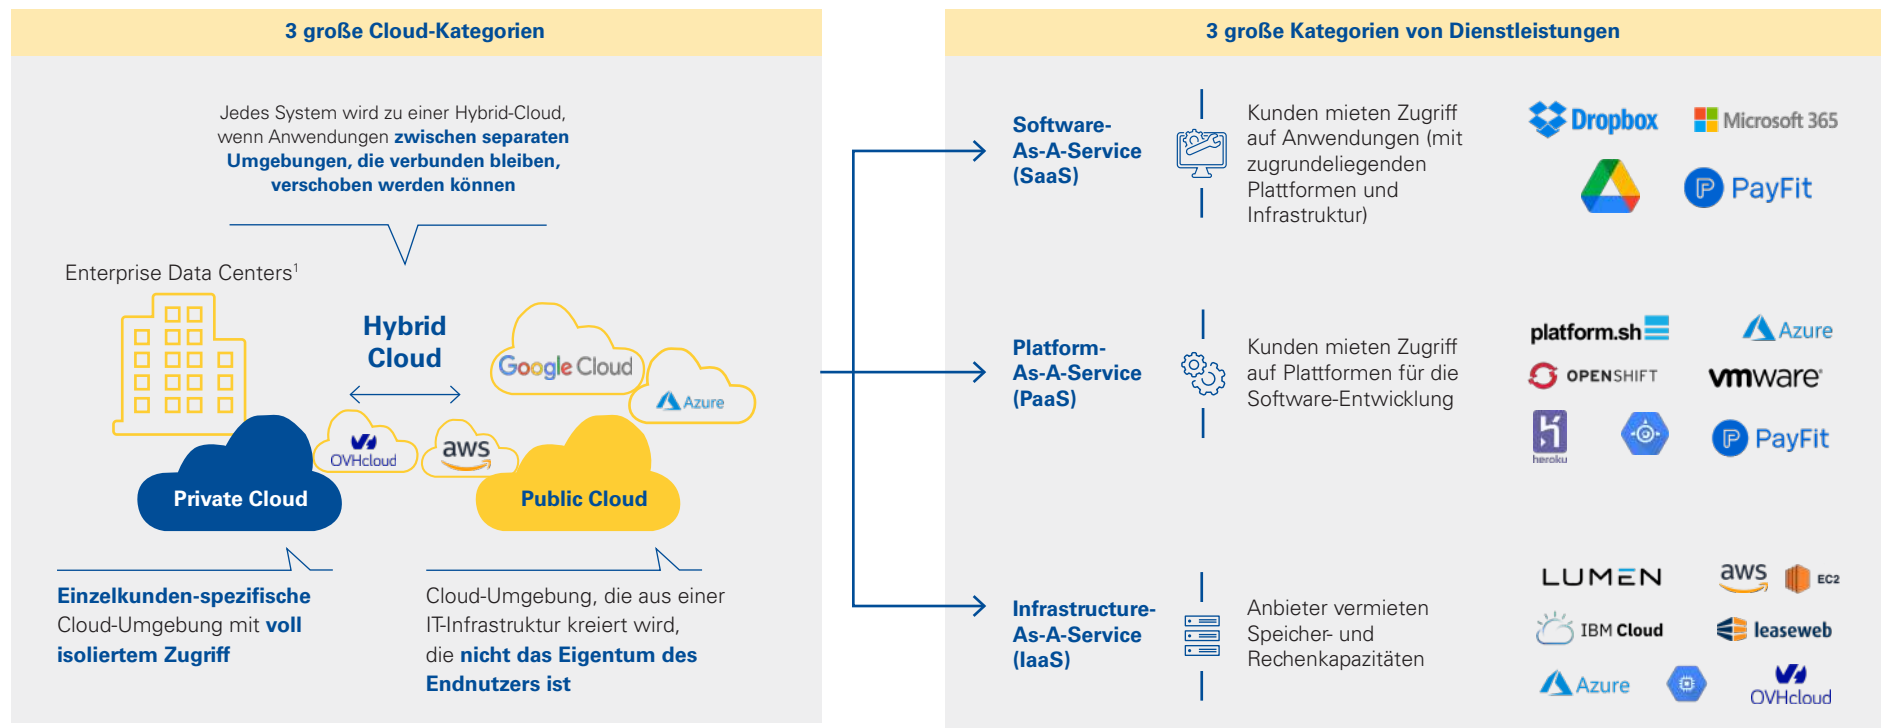 3 große Cloud-Kategorien
Jedes System wird zu einer Hybrid-Cloud,
wenn Anwendungen zwischen separaten
Umgebungen, die verbunden bleiben,
verschoben werden können
Enterprise Data Centers¹
Hybrid
Cloud
Google Cloud
Azure
OVHcloud
aws
Private Cloud
Public Cloud
Einzelkunden-spezifische
Cloud-Umgebung mit voll
isoliertem Zugriff
Cloud-Umgebung, die aus einer
IT-Infrastruktur kreiert wird,
die nicht das Eigentum des
Endnutzers ist
3 große Kategorien von Dienstleistungen
Software-
As-A-Service
(SaaS)
Kunden mieten Zugriff
auf Anwendungen (mit
zugrundeliegenden
Plattformen und
Infrastruktur)
Dropbox
Microsoft 365
PayFit
Platform-
As-A-Service
(PaaS)
Kunden mieten Zugriff
auf Plattformen für die
Software-Entwicklung
platform.sh
Azure
OPENSHIFT
vmware®
heroku
PayFit
Infrastructure-
As-A-Service
(IaaS)
Anbieter vermieten
Speicher- und
Rechenkapazitäten
LUMEN
aws
EC2
IBM Cloud
leaseweb
Azure
OVHcloud